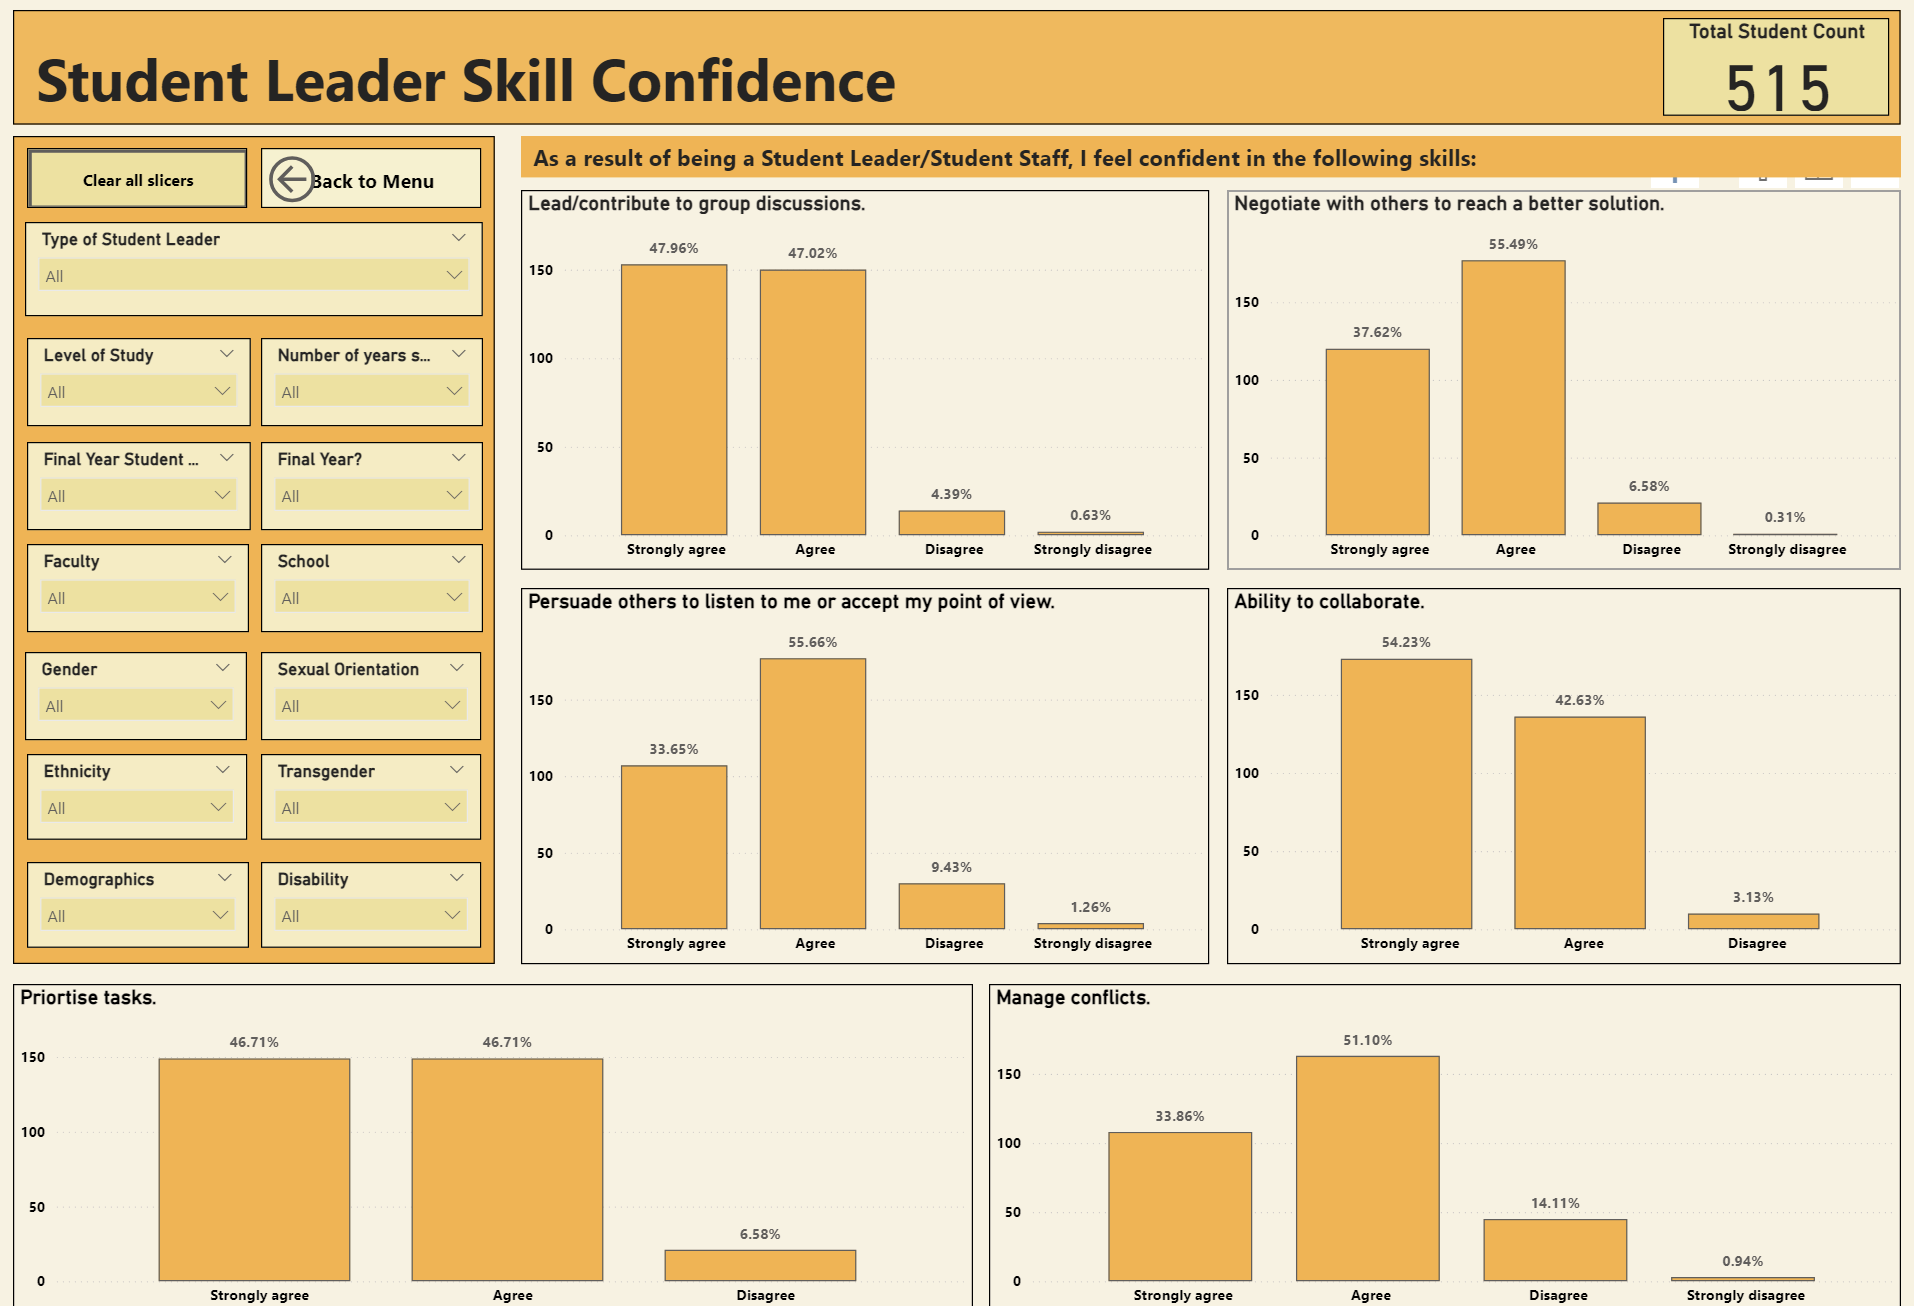 Student Leader Skill Confidence
Total Student Count
515
Clear all slicers
Back to Menu
Type of Student Leader
All
Level of Study
All
Number of years s...
All
Final Year Student ...
All
Final Year?
All
Faculty
All
School
All
Gender
All
Sexual Orientation
All
Ethnicity
All
Transgender
All
Demographics
All
Disability
All
As a result of being a Student Leader/Student Staff, I feel confident in the following skills:
Lead/contribute to group discussions.
150
100
50
0
47.96%
47.02%
4.39%
0.63%
Strongly agree
Agree
Disagree
Strongly disagree
Negotiate with others to reach a better solution.
150
100
50
0
37.62%
55.49%
6.58%
0.31%
Strongly agree
Agree
Disagree
Strongly disagree
Persuade others to listen to me or accept my point of view.
150
100
50
0
33.65%
55.66%
9.43%
1.26%
Strongly agree
Agree
Disagree
Strongly disagree
Ability to collaborate.
150
100
50
0
54.23%
42.63%
3.13%
Strongly agree
Agree
Disagree
Priortise tasks.
150
100
50
0
46.71%
46.71%
6.58%
Strongly agree
Agree
Disagree
Manage conflicts.
150
100
50
0
33.86%
51.10%
14.11%
0.94%
Strongly agree
Agree
Disagree
Strongly disagree